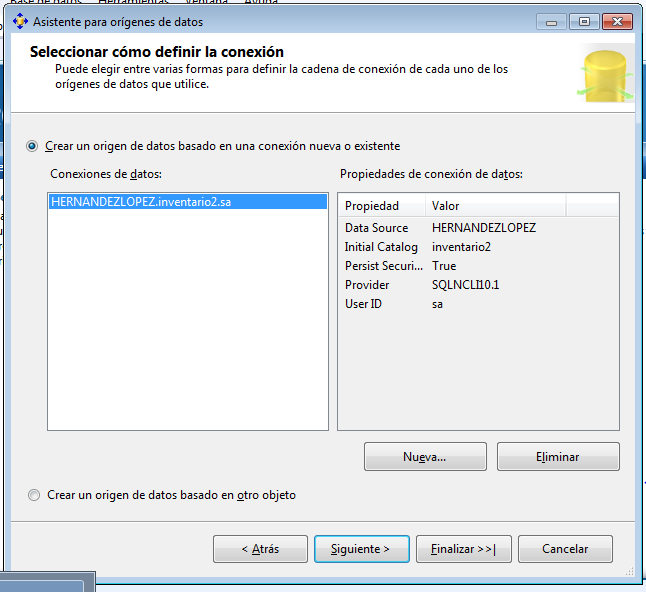 Asistente para orígenes de datos
Seleccionar cómo definir la conexión
Puede elegir entre varias formas para definir la cadena de conexión de cada uno de los
orígenes de datos que utilice.
Crear un origen de datos basado en una conexión nueva o existente
Conexiones de datos:
Propiedades de conexión de datos:
HERNANDEZLOPEZ.inventario2.sa
Propiedad Valor
Data Source HERNANDEZLOPEZ
Initial Catalog inventario2
Persist Securi... True
Provider SQLNCLI10.1
User ID sa
Nueva... Eliminar
Crear un origen de datos basado en otro objeto
< Atrás Siguiente > Finalizar >>| Cancelar